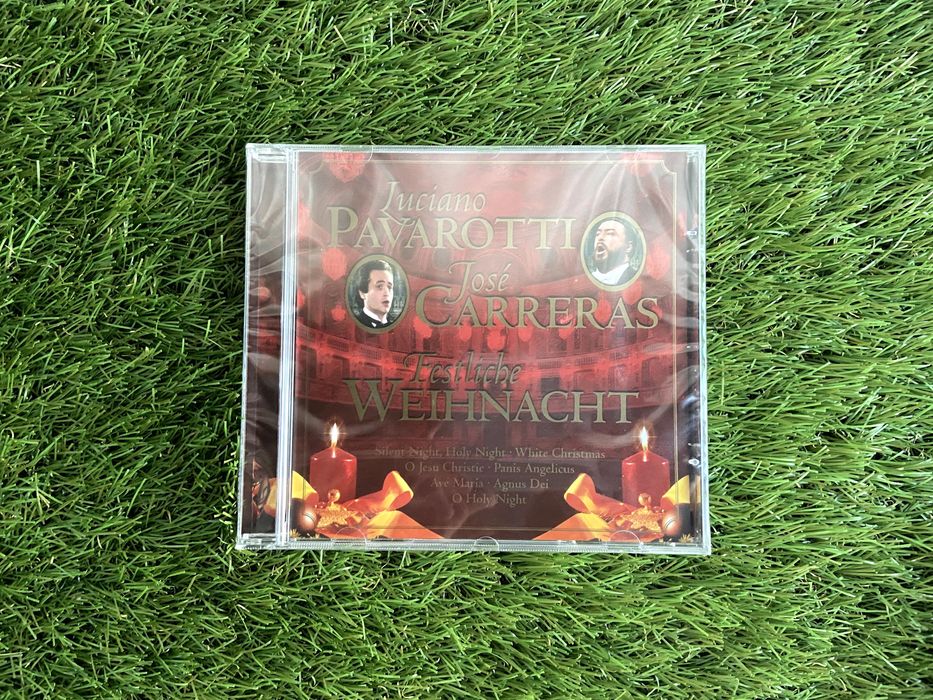 Luciano
PAVAROTTI
José
CARRERAS
Festliche
WEIHNACHT
Silent Night, Holy Night · White Christmas
O Jesu Christie · Panis Angelicus
Ave Maria · Agnus Dei
O Holy Night